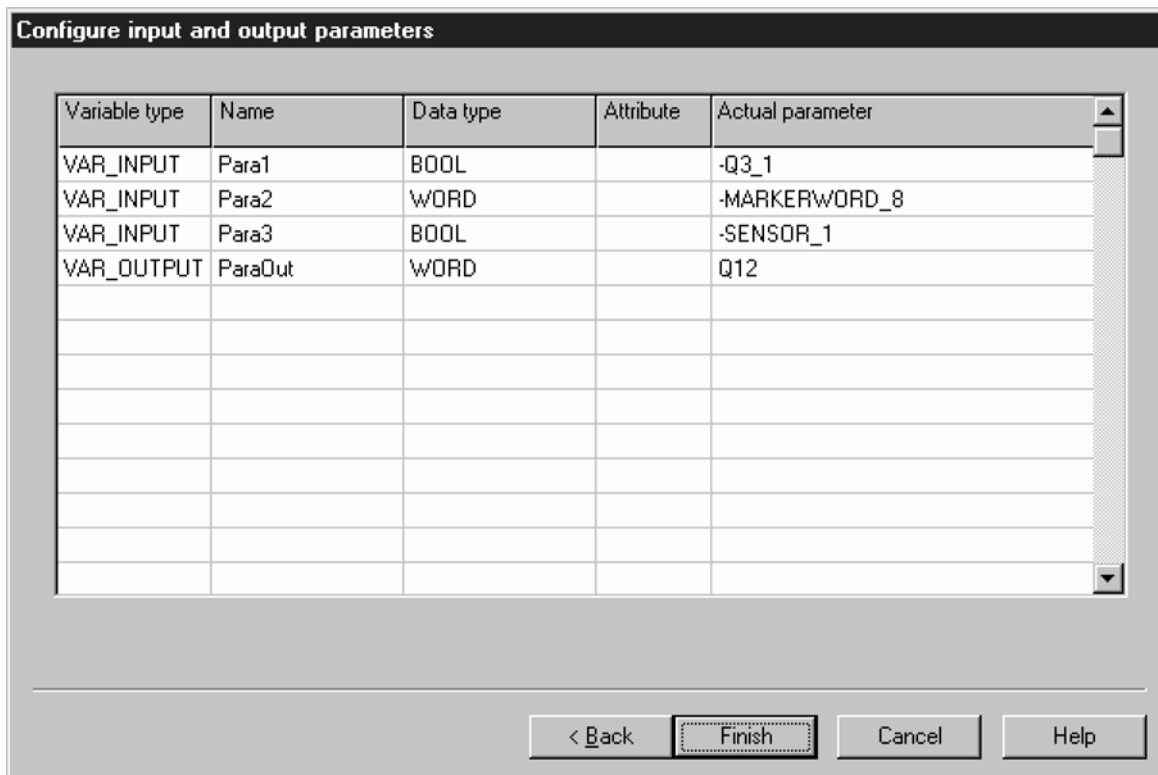 Configure input and output parameters
Variable type Name Data type Attribute Actual parameter
VAR_INPUT Para1 BOOL -Q3_1
VAR_INPUT Para2 WORD -MARKERWORD_8
VAR_INPUT Para3 BOOL -SENSOR_1
VAR_OUTPUT ParaOut WORD Q12
< Back Finish Cancel Help